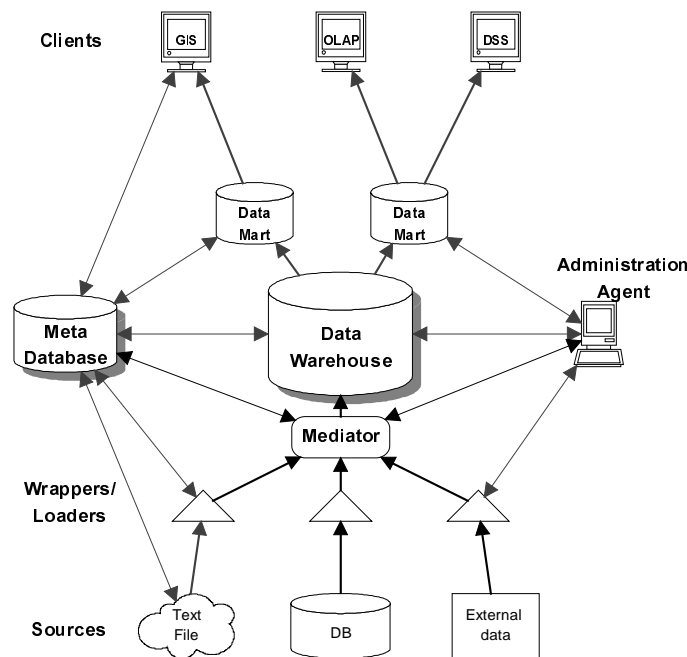 Clients
GIS
OLAP
DSS
Data
Mart
Data
Mart
Administration
Agent
Meta
Database
Data
Warehouse
Mediator
Wrappers/
Loaders
Sources
Text
File
DB
External
data